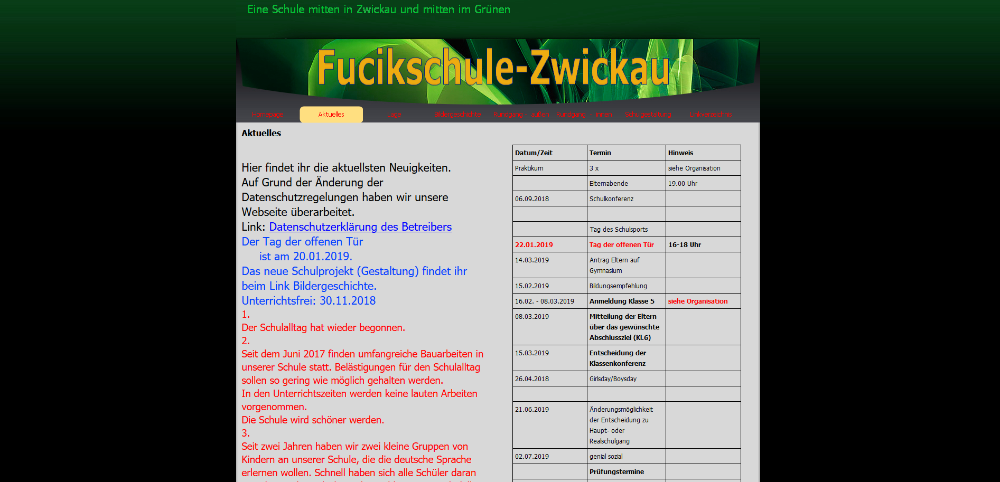 Eine Schule mitten in Zwickau und mitten im Grünen
Fucikschule-Zwickau
Homepage Aktuelles Lage Bildergeschichte Rundgang - außen Rundgang - innen Schulgestaltung Linkverzeichnis
Aktuelles
Hier findet ihr die aktuellsten Neuigkeiten.
Auf Grund der Änderung der
Datenschutzregelungen haben wir unsere
Webseite überarbeitet.
Link: Datenschutzerklärung des Betreibers
Der Tag der offenen Tür
ist am 20.01.2019.
Das neue Schulprojekt (Gestaltung) findet ihr
beim Link Bildergeschichte.
Unterrichtsfrei: 30.11.2018
1.
Der Schulalltag hat wieder begonnen.
2.
Seit dem Juni 2017 finden umfangreiche Bauarbeiten in
unserer Schule statt. Belästigungen für den Schulalltag
sollen so gering wie möglich gehalten werden.
In den Unterrichtszeiten werden keine lauten Arbeiten
vorgenommen.
Die Schule wird schöner werden.
3.
Seit zwei Jahren haben wir zwei kleine Gruppen von
Kindern an unserer Schule, die die deutsche Sprache
erlernen wollen. Schnell haben sich alle Schüler daran
Datum/Zeit Termin Hinweis
Praktikum 3 x siehe Organisation
Elternabende 19.00 Uhr
06.09.2018 Schulkonferenz
Tag des Schulsports
22.01.2019 Tag der offenen Tür 16-18 Uhr
14.03.2019 Antrag Eltern auf
Gymnasium
15.02.2019 Bildungsempfehlung
16.02. - 08.03.2019 Anmeldung Klasse 5 siehe Organisation
08.03.2019 Mitteilung der Eltern
über das gewünschte
Abschlussziel (Kl.6)
15.03.2019 Entscheidung der
Klassenkonferenz
26.04.2018 Girlsday/Boysday
21.06.2019 Änderungsmöglichkeit
der Entscheidung zu
Haupt- oder
Realschulgang
02.07.2019 genial sozial
Prüfungstermine